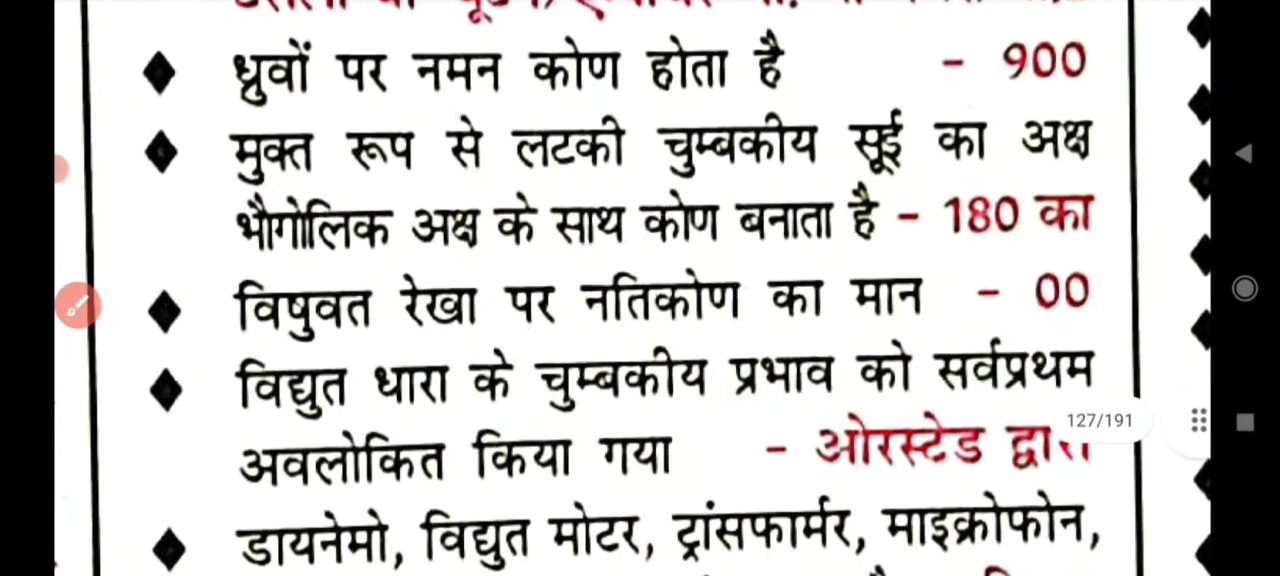 ध्रुवों पर नमन कोण होता है - 900
मुक्त रूप से लटकी चुम्बकीय सूई का अक्ष
भौगोलिक अक्ष के साथ कोण बनाता है - 180 का
विषुवत रेखा पर नतिकोण का मान - 00
विद्युत धारा के चुम्बकीय प्रभाव को सर्वप्रथम
127/191
अवलोकित किया गया - ओरस्टेड द्वारा
डायनेमो, विद्युत मोटर, ट्रांसफार्मर, माइक्रोफोन,